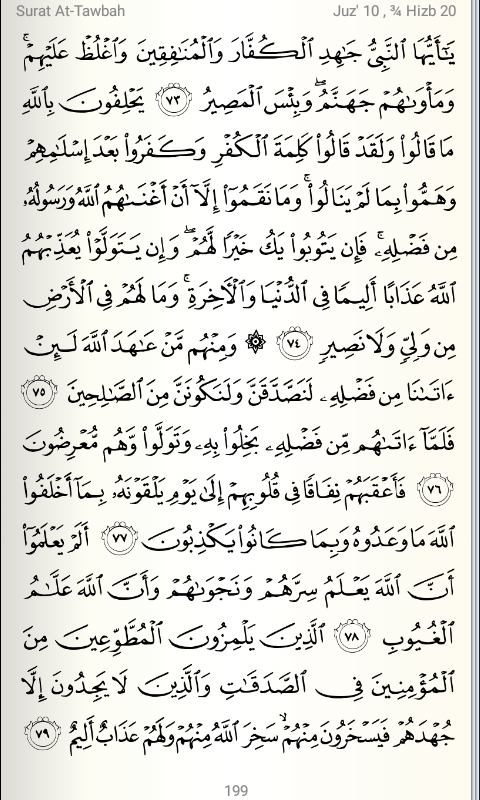 Surat At-Tawbah Juz' 10 , ¾ Hizb 20
يَـٰٓأَيُّهَا ٱلنَّبِىُّ جَـٰهِدِ ٱلْكُفَّارَ وَٱلْمُنَـٰفِقِينَ وَٱغْلُظْ عَلَيْهِمْ ۚ
وَمَأْوَىٰهُمْ جَهَنَّمُ ۖ وَبِئْسَ ٱلْمَصِيرُ ٧٣ يَحْلِفُونَ بِٱللَّهِ
مَا قَالُوا۟ وَلَقَدْ قَالُوا۟ كَلِمَةَ ٱلْكُفْرِ وَكَفَرُوا۟ بَعْدَ إِسْلَـٰمِهِمْ
وَهَمُّوا۟ بِمَا لَمْ يَنَالُوا۟ ۚ وَمَا نَقَمُوٓا۟ إِلَّآ أَنْ أَغْنَىٰهُمُ ٱللَّهُ وَرَسُولُهُۥ
مِن فَضْلِهِۦ ۚ فَإِن يَتُوبُوا۟ يَكُ خَيْرًا لَّهُمْ ۖ وَإِن يَتَوَلَّوْا۟ يُعَذِّبْهُمُ
ٱللَّهُ عَذَابًا أَلِيمًا فِى ٱلدُّنْيَا وَٱلْـَٔاخِرَةِ ۚ وَمَا لَهُمْ فِى ٱلْأَرْضِ
مِن وَلِىٍّ وَلَا نَصِيرٍ ٧٤ ۞ وَمِنْهُم مَّنْ عَـٰهَدَ ٱللَّهَ لَئِنْ
ءَاتَىٰنَا مِن فَضْلِهِۦ لَنَصَّدَّقَنَّ وَلَنَكُونَنَّ مِنَ ٱلصَّـٰلِحِينَ ٧٥
فَلَمَّآ ءَاتَىٰهُم مِّن فَضْلِهِۦ بَخِلُوا۟ بِهِۦ وَتَوَلَّوا۟ وَّهُم مُّعْرِضُونَ
٧٦ فَأَعْقَبَهُمْ نِفَاقًا فِى قُلُوبِهِمْ إِلَىٰ يَوْمِ يَلْقَوْنَهُۥ بِمَآ أَخْلَفُوا۟
ٱللَّهَ مَا وَعَدُوهُ وَبِمَا كَانُوا۟ يَكْذِبُونَ ٧٧ أَلَمْ يَعْلَمُوٓا۟
أَنَّ ٱللَّهَ يَعْلَمُ سِرَّهُمْ وَنَجْوَىٰهُمْ وَأَنَّ ٱللَّهَ عَلَّـٰمُ
ٱلْغُيُوبِ ٧٨ ٱلَّذِينَ يَلْمِزُونَ ٱلْمُطَّوِّعِينَ مِنَ
ٱلْمُؤْمِنِينَ فِى ٱلصَّدَقَـٰتِ وَٱلَّذِينَ لَا يَجِدُونَ إِلَّا
جُهْدَهُمْ فَيَسْخَرُونَ مِنْهُمْ ۙ سَخِرَ ٱللَّهُ مِنْهُمْ وَلَهُمْ عَذَابٌ أَلِيمٌ ٧٩
199